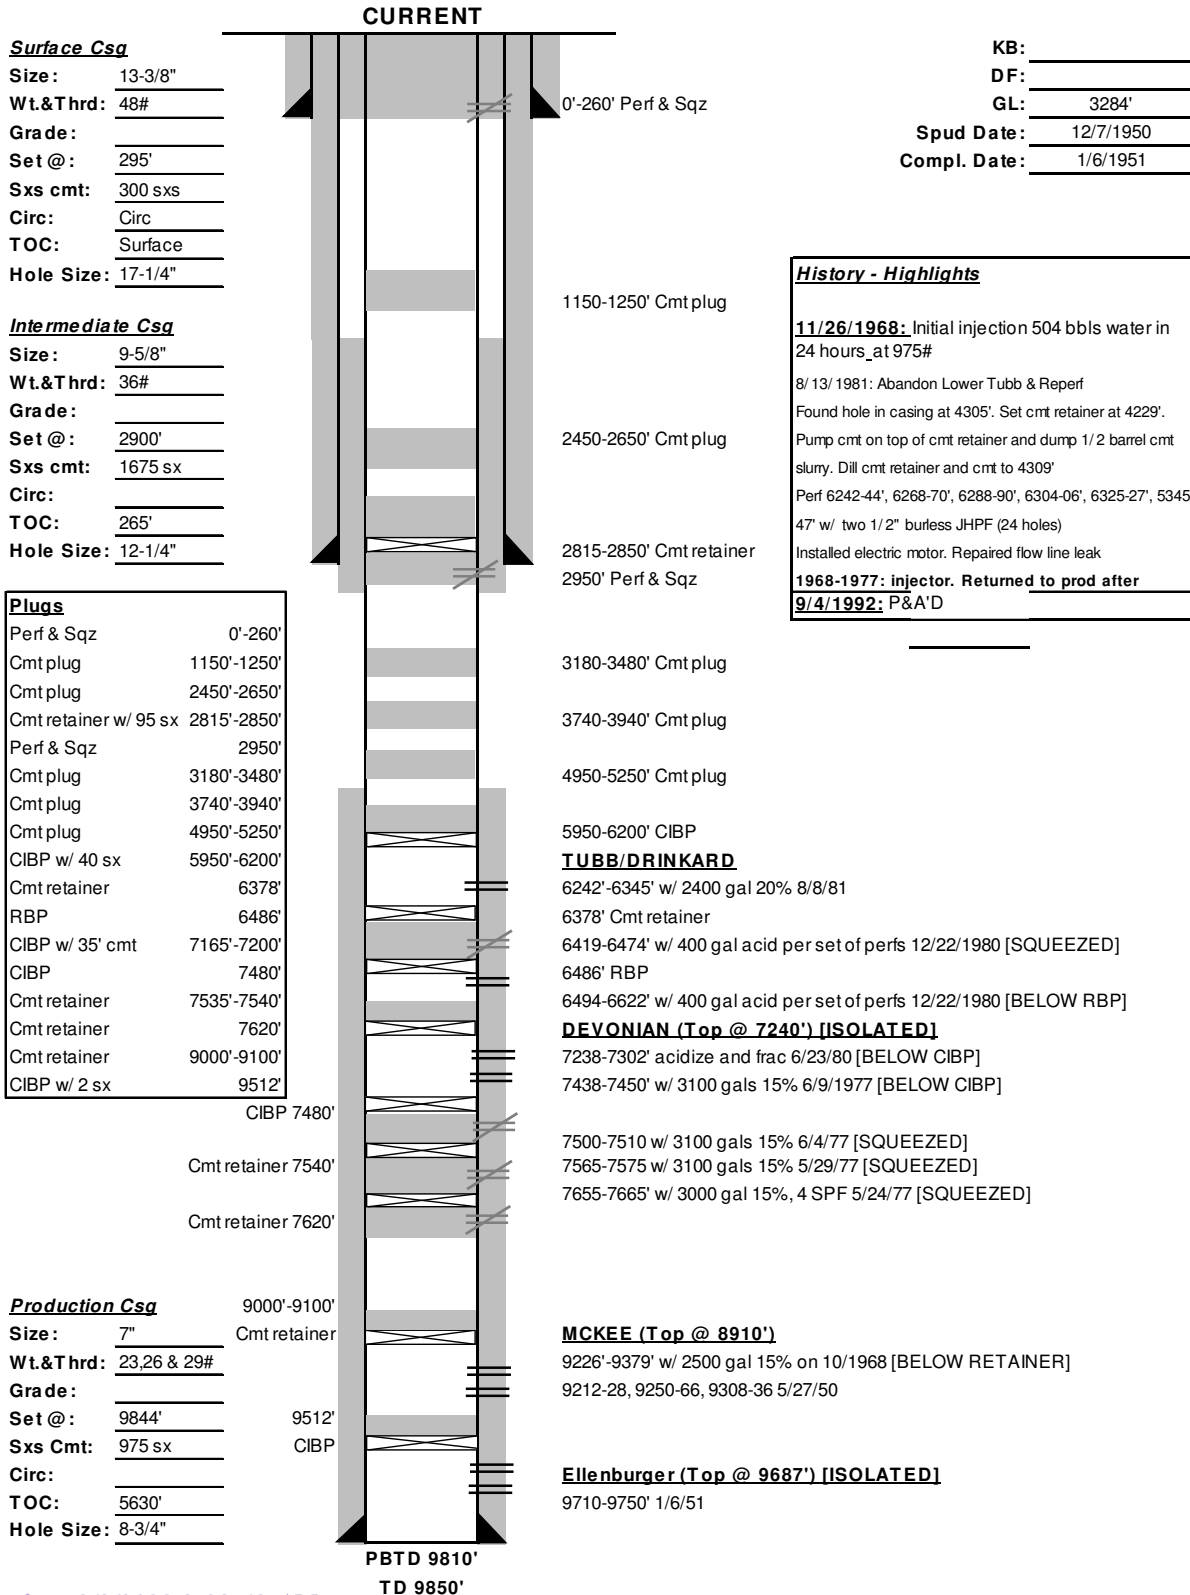 CURRENT
Surface Csg
Size: 13-3/8"
Wt.&Thrd: 48#
Grade:
Set @: 295'
Sxs cmt: 300 sxs
Circ: Circ
TOC: Surface
Hole Size: 17-1/4"
Intermediate Csg
Size: 9-5/8"
Wt.&Thrd: 36#
Grade:
Set @: 2900'
Sxs cmt: 1675 sx
Circ:
TOC: 265'
Hole Size: 12-1/4"
Plugs
Perf & Sqz 0'-260'
Cmt plug 1150'-1250'
Cmt plug 2450'-2650'
Cmt retainer w/ 95 sx 2815'-2850'
Perf & Sqz 2950'
Cmt plug 3180'-3480'
Cmt plug 3740'-3940'
Cmt plug 4950'-5250'
CIBP w/ 40 sx 5950'-6200'
Cmt retainer 6378'
RBP 6486'
CIBP w/ 35' cmt 7165'-7200'
CIBP 7480'
Cmt retainer 7535'-7540'
Cmt retainer 7620'
Cmt retainer 9000'-9100'
CIBP w/ 2 sx 9512'
CIBP 7480'
Cmt retainer 7540'
Cmt retainer 7620'
9000'-9100'
Cmt retainer
9512'
CIBP
Production Csg
Size: 7"
Wt.&Thrd: 23,26 & 29#
Grade:
Set @: 9844'
Sxs Cmt: 975 sx
Circ:
TOC: 5630'
Hole Size: 8-3/4"
0'-260' Perf & Sqz
1150-1250' Cmt plug
2450-2650' Cmt plug
2815-2850' Cmt retainer
2950' Perf & Sqz
3180-3480' Cmt plug
3740-3940' Cmt plug
4950-5250' Cmt plug
5950-6200' CIBP
TUBB/DRINKARD
6242'-6345' w/ 2400 gal 20% 8/8/81
6378' Cmt retainer
6419-6474' w/ 400 gal acid per set of perfs 12/22/1980 [SQUEEZED]
6486' RBP
6494-6622' w/ 400 gal acid per set of perfs 12/22/1980 [BELOW RBP]
DEVONIAN (Top @ 7240') [ISOLATED]
7238-7302' acidize and frac 6/23/80 [BELOW CIBP]
7438-7450' w/ 3100 gals 15% 6/9/1977 [BELOW CIBP]
7500-7510 w/ 3100 gals 15% 6/4/77 [SQUEEZED]
7565-7575 w/ 3100 gals 15% 5/29/77 [SQUEEZED]
7655-7665' w/ 3000 gal 15%, 4 SPF 5/24/77 [SQUEEZED]
MCKEE (Top @ 8910')
9226'-9379' w/ 2500 gal 15% on 10/1968 [BELOW RETAINER]
9212-28, 9250-66, 9308-36 5/27/50
Ellenburger (Top @ 9687') [ISOLATED]
9710-9750' 1/6/51
PBTD 9810'
TD 9850'
KB:
DF:
GL: 3284'
Spud Date: 12/7/1950
Compl. Date: 1/6/1951
History - Highlights
11/26/1968: Initial injection 504 bbls water in
24 hours at 975#
8/13/1981: Abandon Lower Tubb & Reperf
Found hole in casing at 4305'. Set cmt retainer at 4229'.
Pump cmt on top of cmt retainer and dump 1/2 barrel cmt
slurry. Dill cmt retainer and cmt to 4309'
Perf 6242-44', 6268-70', 6288-90', 6304-06', 6325-27', 5345
47' w/ two 1/2" burless JHPF (24 holes)
Installed electric motor. Repaired flow line leak
1968-1977: injector. Returned to prod after
9/4/1992: P&A'D